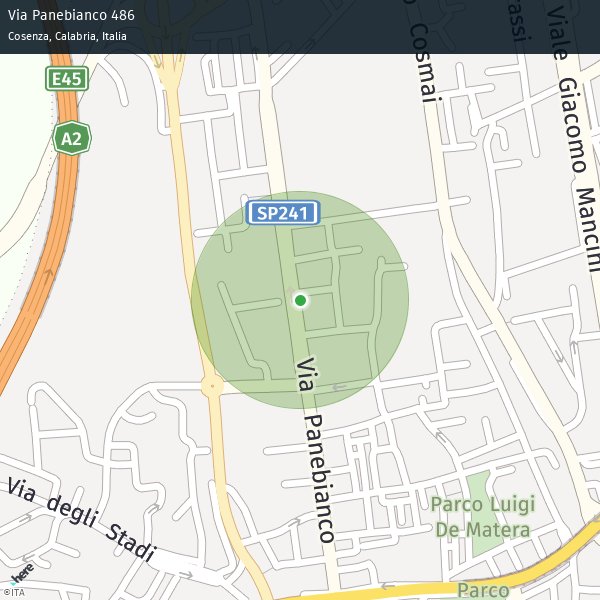 Via Panebianco 486
Cosenza, Calabria, Italia
E45
A2
SP241
Cosmai
Viale Giacomo Mancini
Via Panebianco
Via degli Stadi
Parco Luigi
De Matera
Parco
here
©ITA